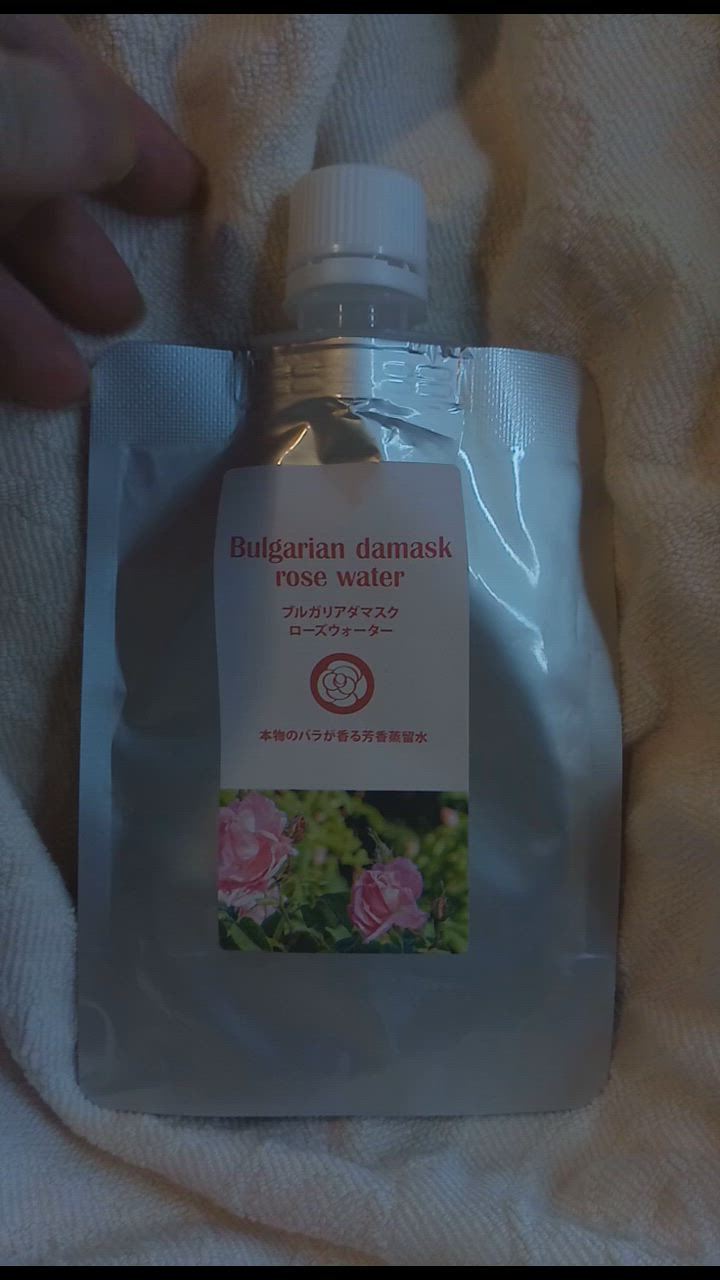 Bulgarian damask
rose water
ブルガリアダマスク
ローズウォーター
本物のバラが香る芳香蒸留水